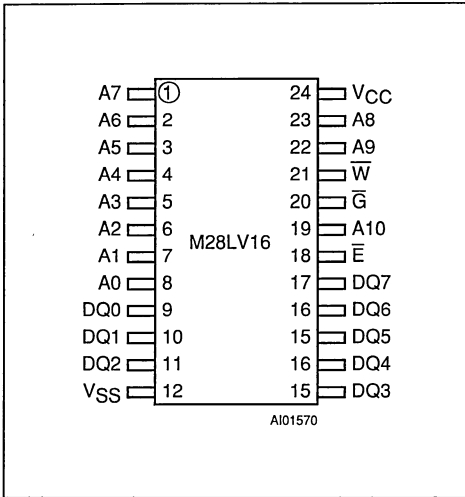 A7 1 24 VCC
A6 2 23 A8
A5 3 22 A9
A4 4 21 W̅
A3 5 20 G̅
A2 6 19 A10
M28LV16
A1 7 18 E̅
A0 8 17 DQ7
DQ0 9 16 DQ6
DQ1 10 15 DQ5
DQ2 11 16 DQ4
VSS 12 15 DQ3
AI01570